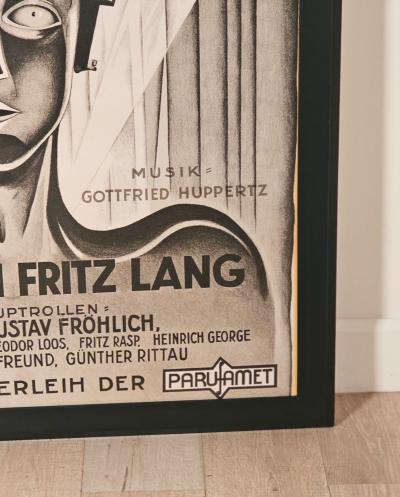 MUSIK=
GOTTFRIED HUPPERTZ
FRITZ LANG
UPTROLLEN=
USTAV FRÖHLICH,
EODOR LOOS, FRITZ RASP, HEINRICH GEORGE
FREUND, GÜNTHER RITTAU
ERLEIH DER PARUFAMET